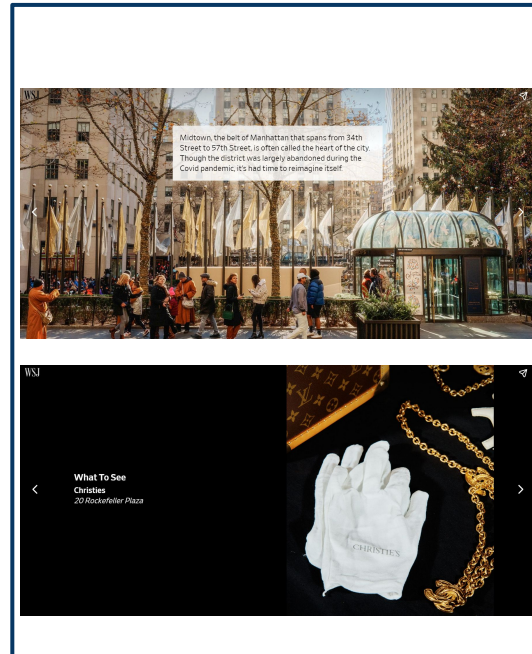 WSJ
Midtown, the belt of Manhattan that spans from 34th
Street to 57th Street, is often called the heart of the city.
Though the district was largely abandoned during the
Covid pandemic, it's had time to reimagine itself.
WSJ
What To See
Christies
20 Rockefeller Plaza
CHRISTIE'S